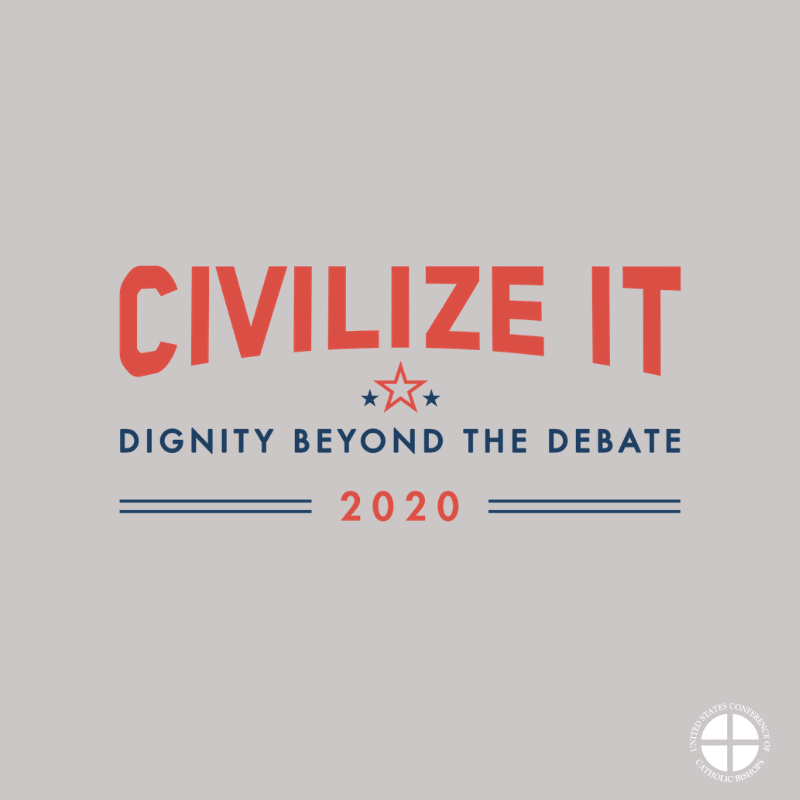 CIVILIZE IT
DIGNITY BEYOND THE DEBATE
2020
UNITED STATES CONFERENCE OF
CATHOLIC BISHOPS